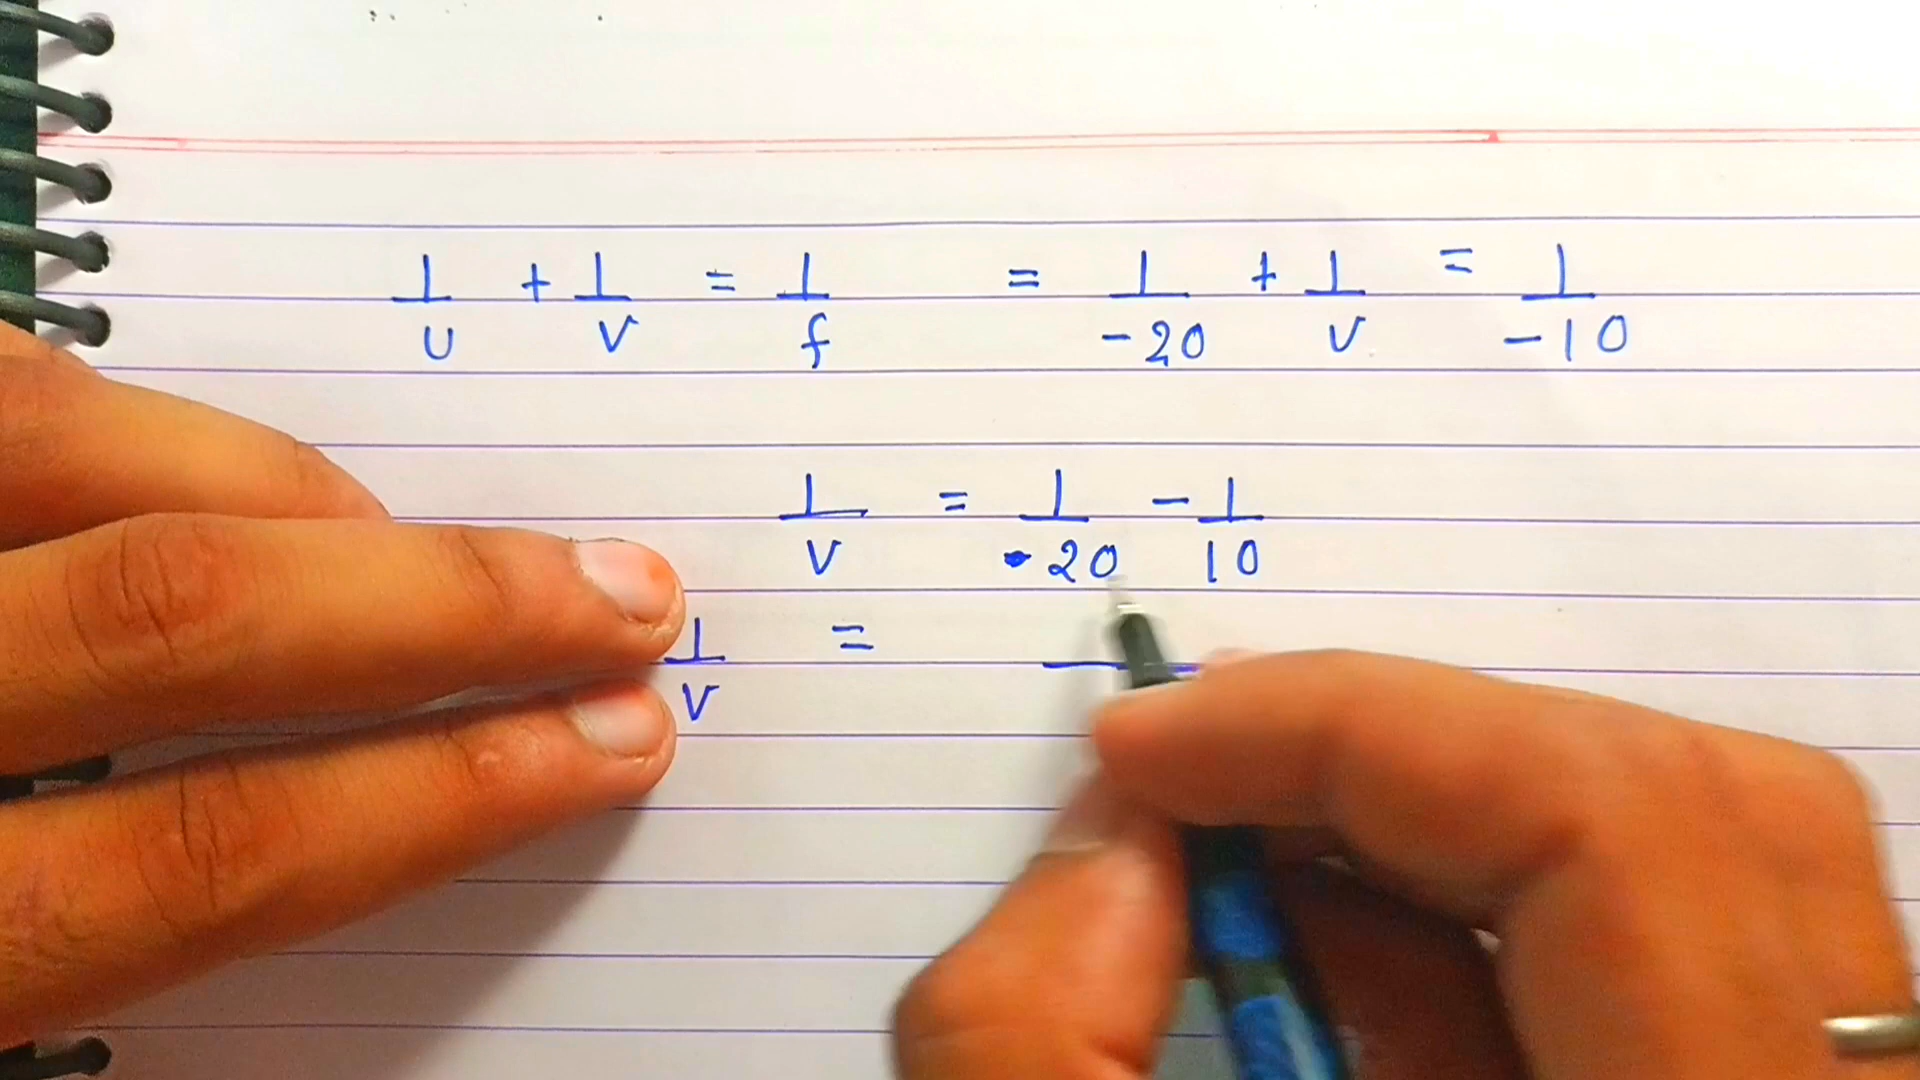 1/u + 1/v = 1/f = 1/-20 + 1/v = 1/-10
1/v = 1/20 - 1/10
1/v =